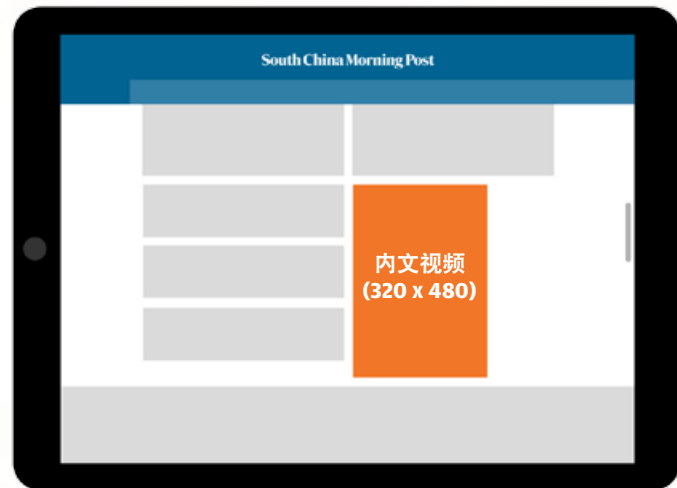 South China Morning Post
内文视频
(320 x 480)